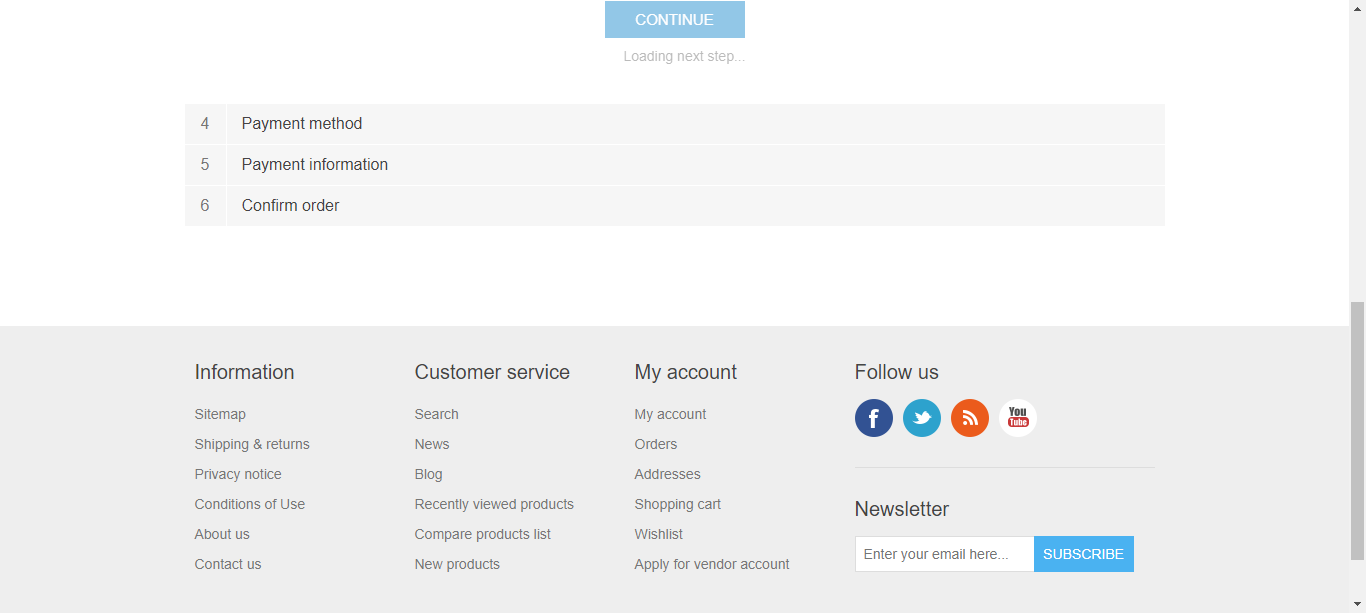 CONTINUE
Loading next step...
4 Payment method
5 Payment information
6 Confirm order
Information
Sitemap
Shipping & returns
Privacy notice
Conditions of Use
About us
Contact us
Customer service
Search
News
Blog
Recently viewed products
Compare products list
New products
My account
My account
Orders
Addresses
Shopping cart
Wishlist
Apply for vendor account
Follow us
f
You
Tube
Newsletter
Enter your email here...
SUBSCRIBE